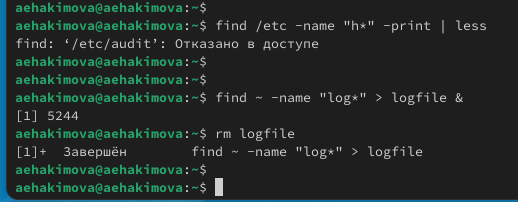 aehakimova@aehakimova:~$
aehakimova@aehakimova:~$ find /etc -name "h*" -print | less
find: ‘/etc/audit’: Отказано в доступе
aehakimova@aehakimova:~$
aehakimova@aehakimova:~$
aehakimova@aehakimova:~$ find ~ -name "log*" > logfile &
[1] 5244
aehakimova@aehakimova:~$ rm logfile
[1]+  Завершён        find ~ -name "log*" > logfile
aehakimova@aehakimova:~$
aehakimova@aehakimova:~$